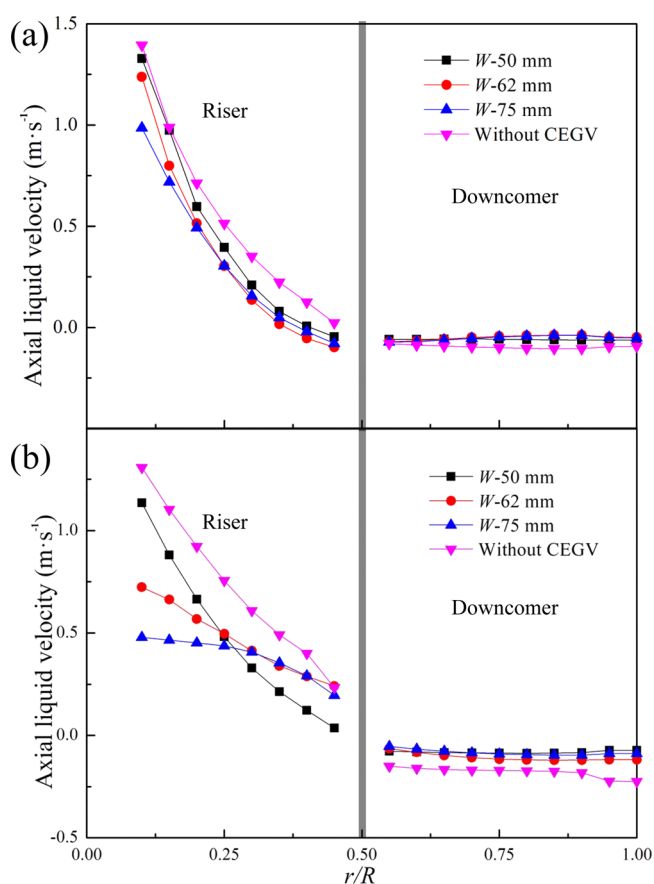 (a)
1.5
1.0
0.5
0.0
Axial liquid velocity (m·s⁻¹)
Riser
W-50 mm
W-62 mm
W-75 mm
Without CEGV
Downcomer
(b)
1.0
0.5
0.0
-0.5
Axial liquid velocity (m·s⁻¹)
Riser
W-50 mm
W-62 mm
W-75 mm
Without CEGV
Downcomer
0.00
0.25
0.50
0.75
1.00
r/R